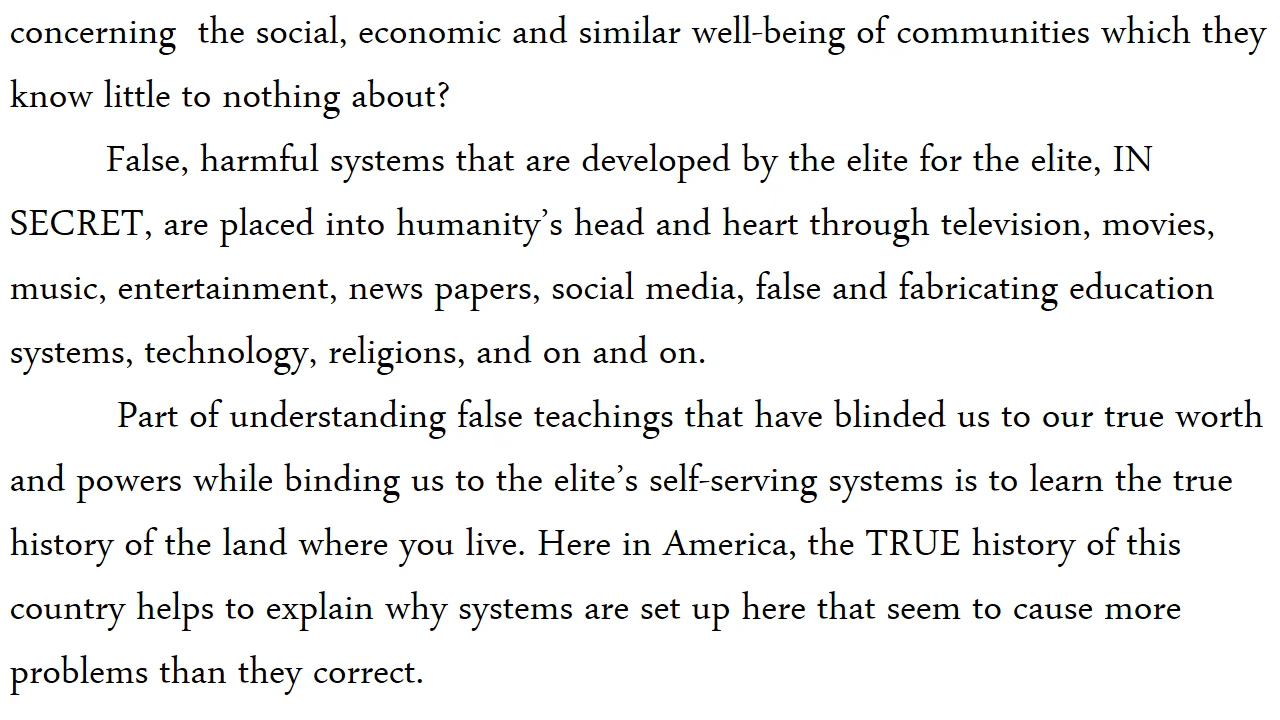 concerning  the social, economic and similar well-being of communities which they
know little to nothing about?
False, harmful systems that are developed by the elite for the elite, IN
SECRET, are placed into humanity’s head and heart through television, movies,
music, entertainment, news papers, social media, false and fabricating education
systems, technology, religions, and on and on.
Part of understanding false teachings that have blinded us to our true worth
and powers while binding us to the elite’s self-serving systems is to learn the true
history of the land where you live. Here in America, the TRUE history of this
country helps to explain why systems are set up here that seem to cause more
problems than they correct.